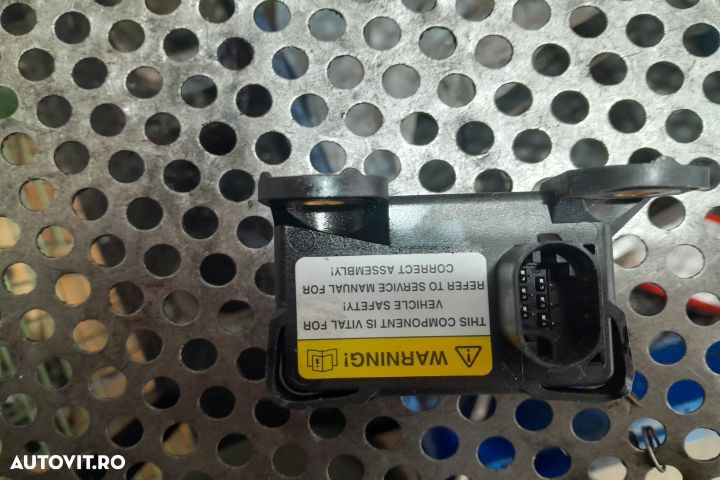 WARNING!
THIS COMPONENT IS VITAL FOR
VEHICLE SAFETY!
REFER TO SERVICE MANUAL FOR
CORRECT ASSEMBLY!
AUTOVIT.RO